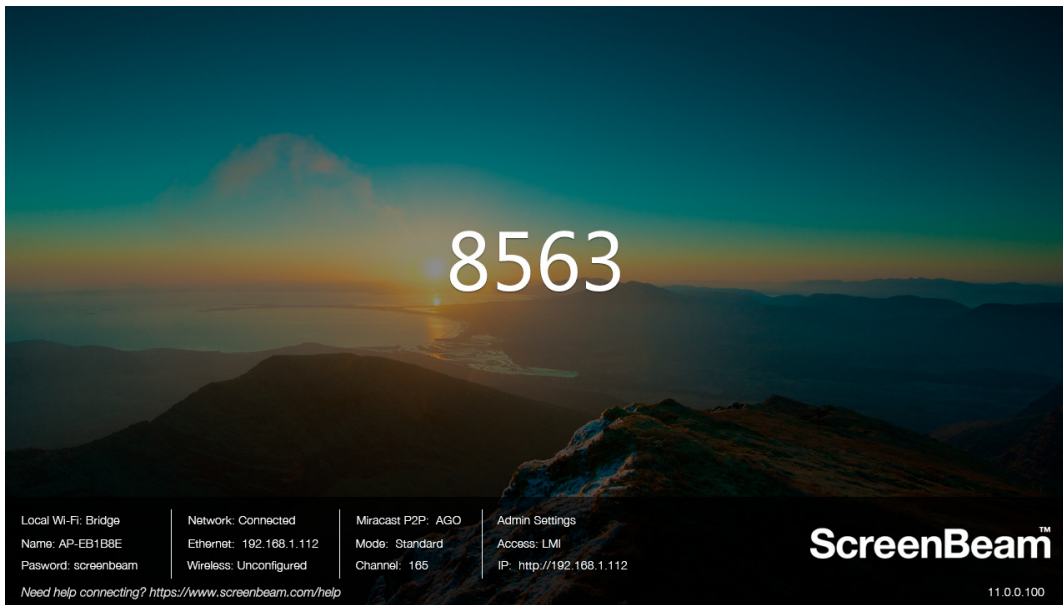 8563
Local Wi-Fi: Bridge
Name: AP-EB1B8E
Pasword: screenbeam
Network: Connected
Ethernet: 192.168.1.112
Wireless: Unconfigured
Miracast P2P: AGO
Mode: Standard
Channel: 165
Admin Settings
Access: LMI
IP: http://192.168.1.112
ScreenBeam™
Need help connecting? https://www.screenbeam.com/help
11.0.0.100